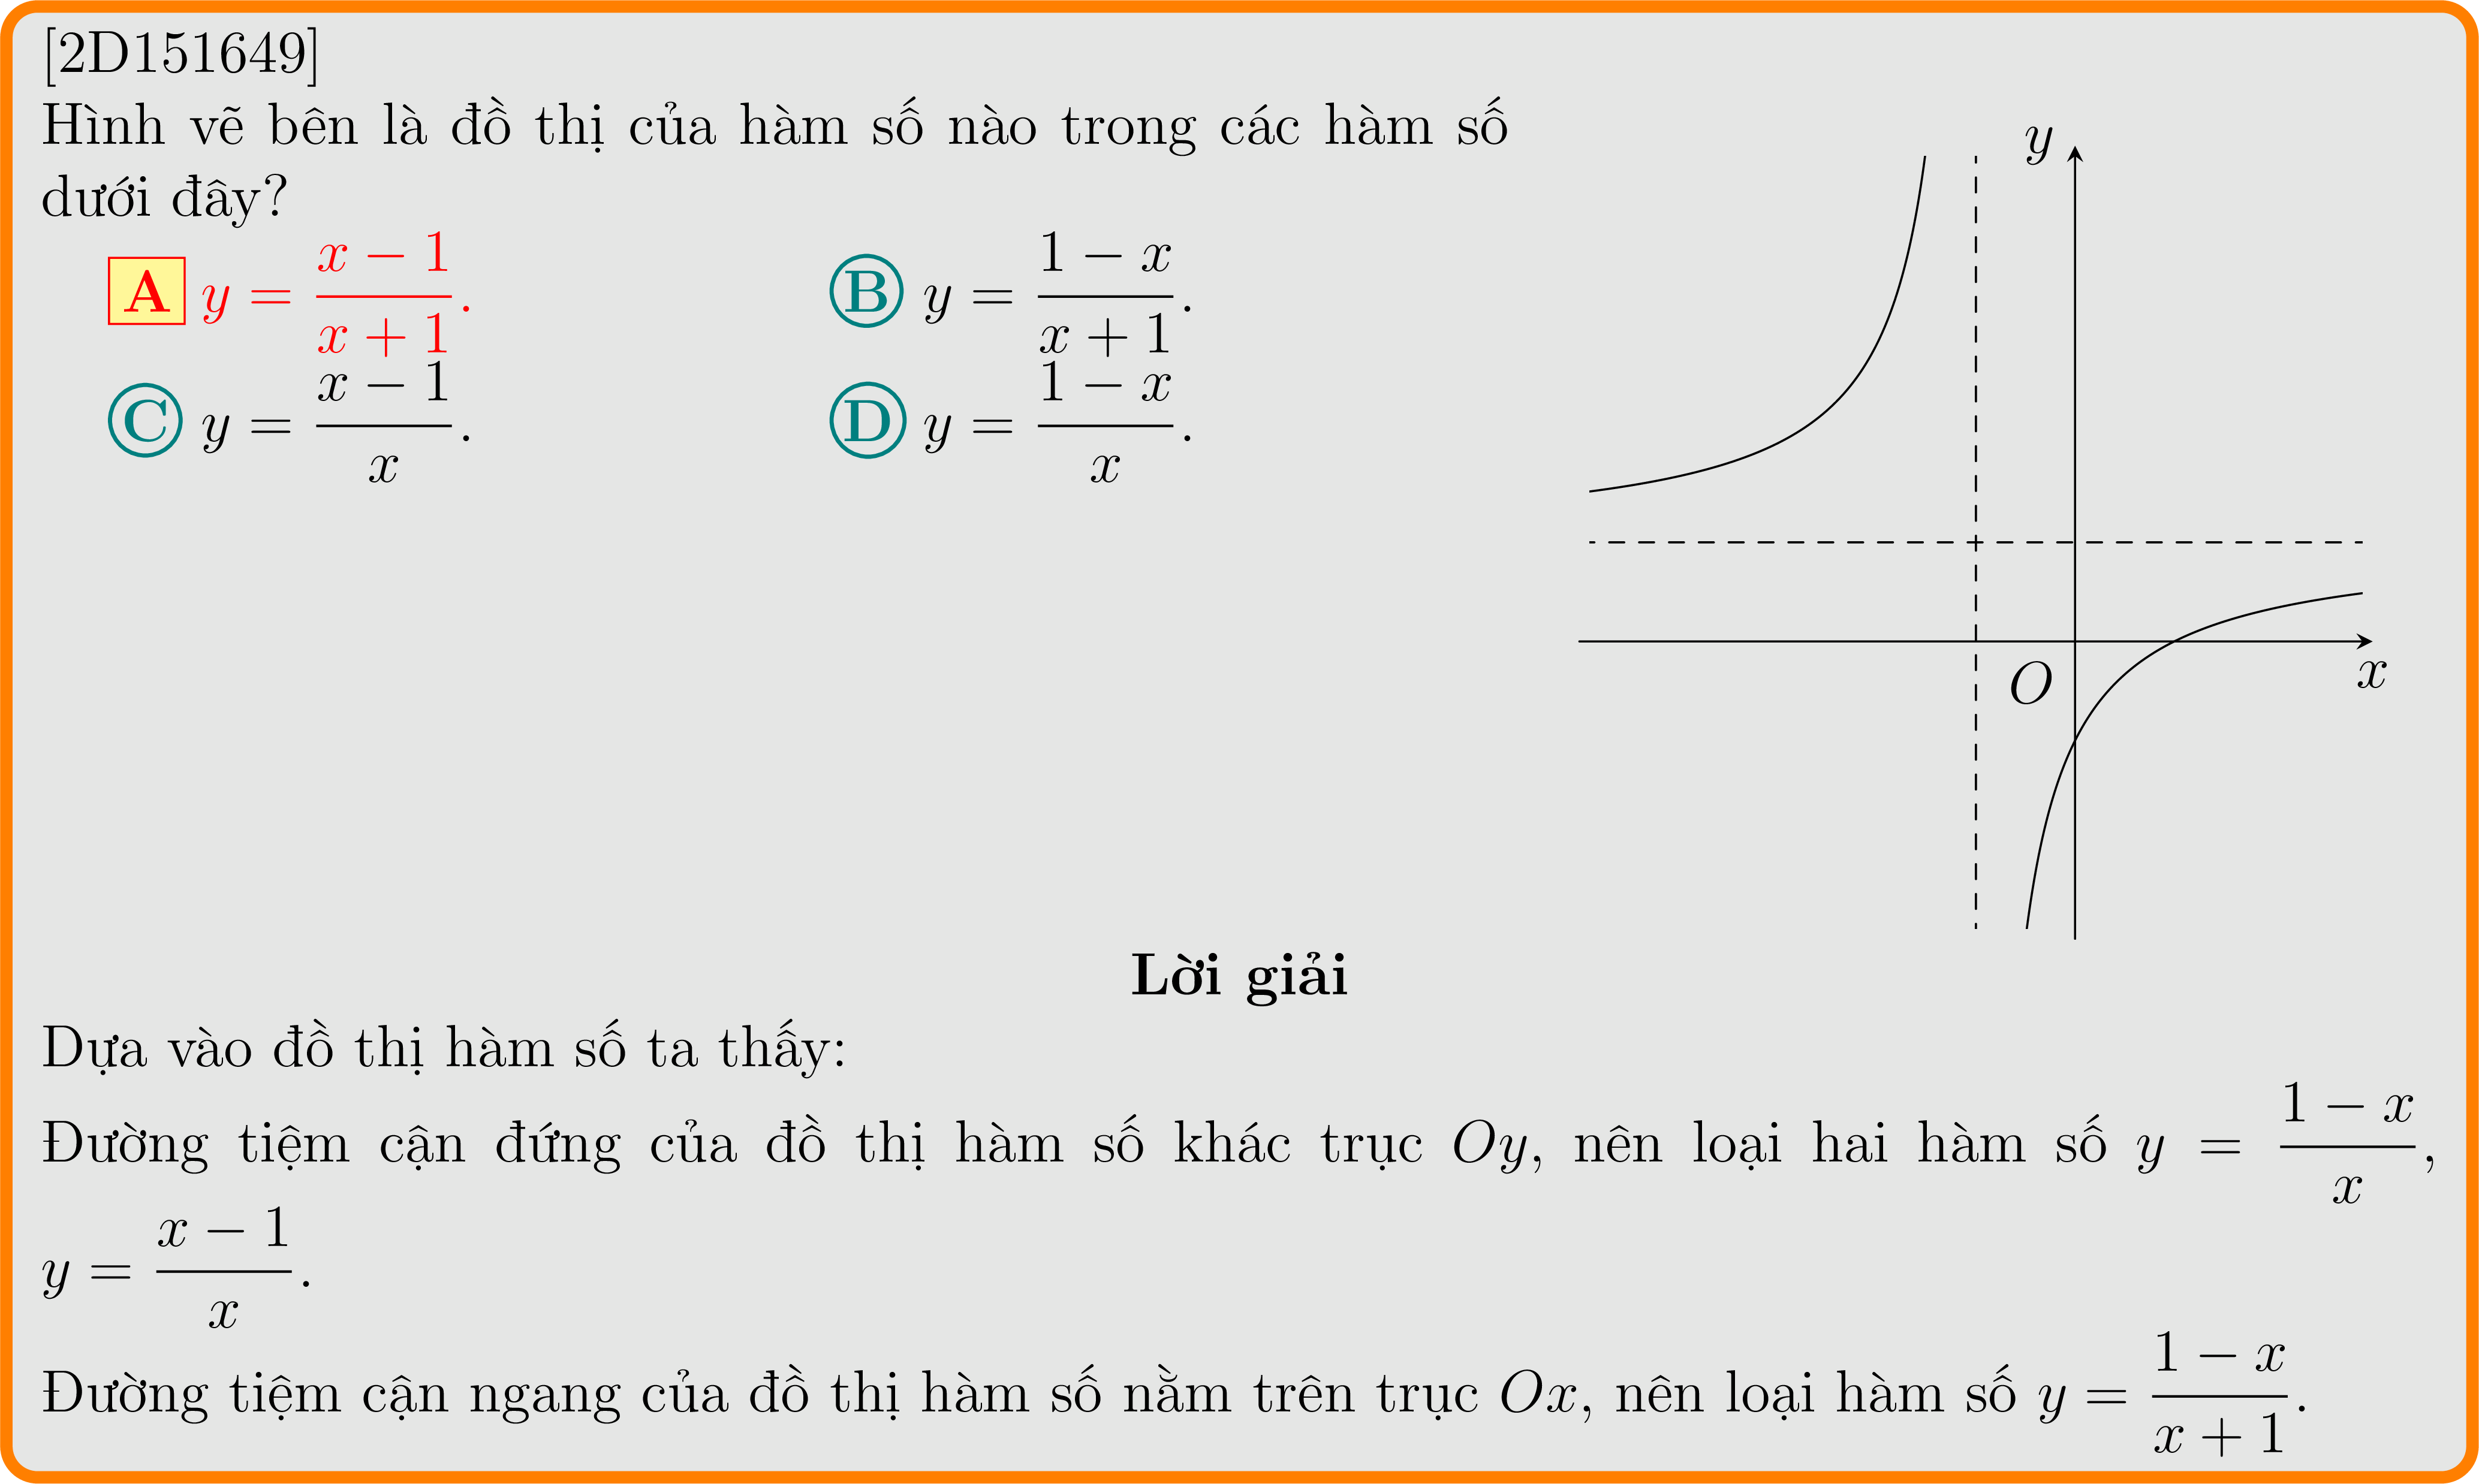 [2D151649]
Hình vẽ bên là đồ thị của hàm số nào trong các hàm số
dưới đây?
A y = \frac{x − 1}{x + 1}. B y = \frac{1 − x}{x + 1}.
C y = \frac{x − 1}{x}. D y = \frac{1 − x}{x}.
y
O
x
Lời giải
Dựa vào đồ thị hàm số ta thấy:
Đường tiệm cận đứng của đồ thị hàm số khác trục Oy, nên loại hai hàm số y = \frac{1 − x}{x},
y = \frac{x − 1}{x}.
Đường tiệm cận ngang của đồ thị hàm số nằm trên trục Ox, nên loại hàm số y = \frac{1 − x}{x + 1}.